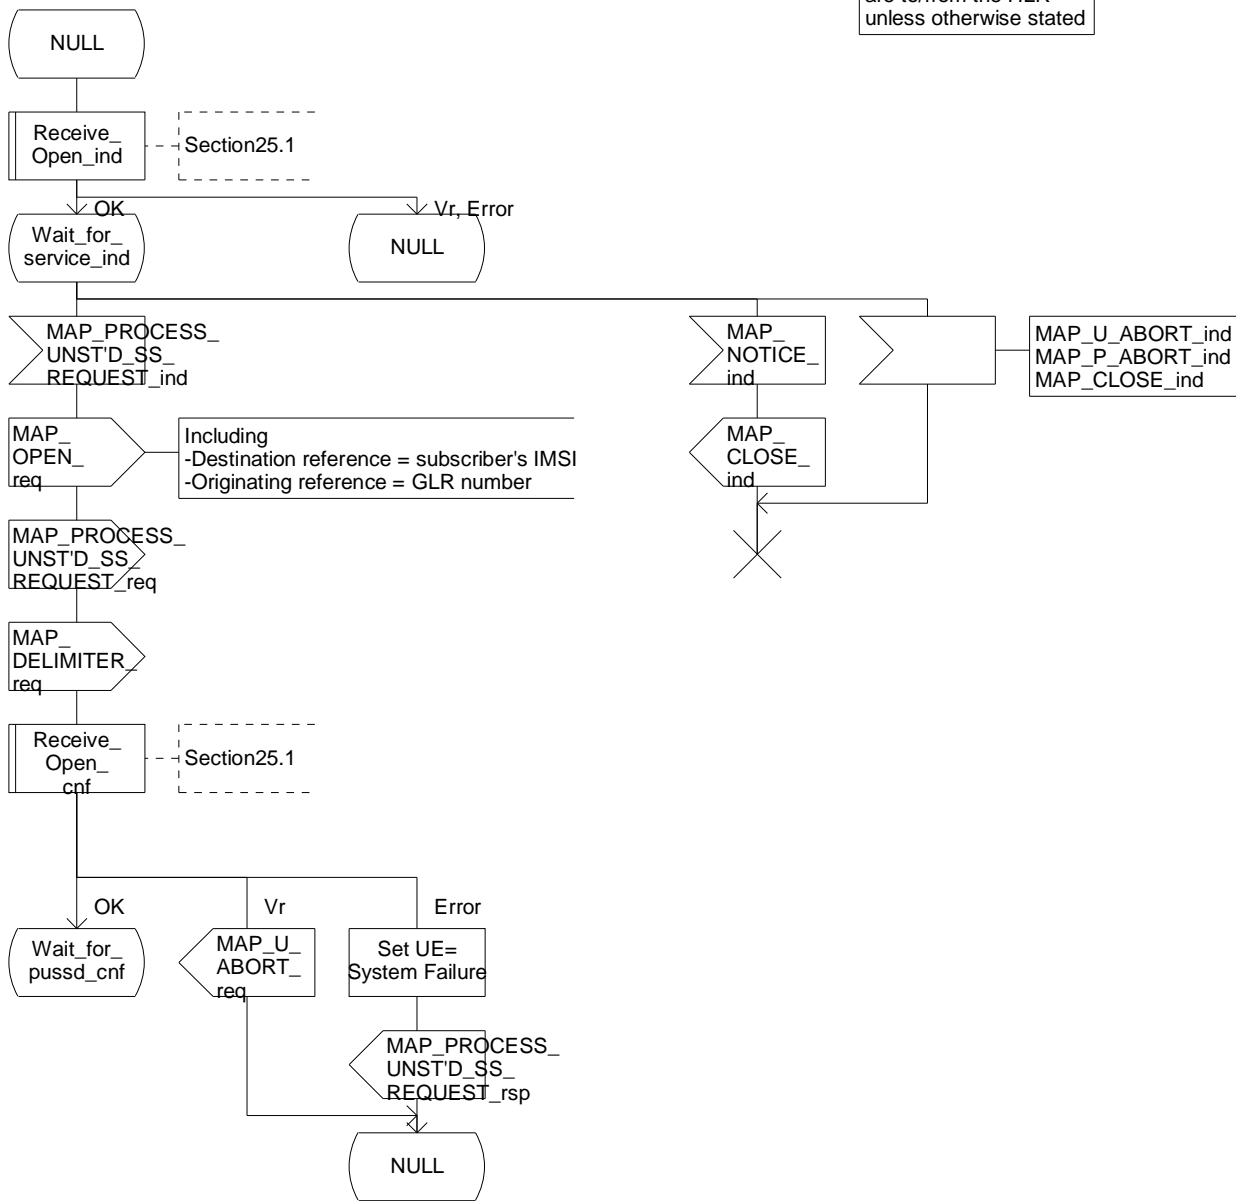 unless otherwise stated
NULL
Receive_
Open_ind
Section25.1
OK
Vr, Error
Wait_for_
service_ind
NULL
MAP_PROCESS_
UNST'D_SS_
REQUEST_ind
MAP_
NOTICE_
ind
MAP_U_ABORT_ind
MAP_P_ABORT_ind
MAP_CLOSE_ind
MAP_
OPEN_
req
Including
-Destination reference = subscriber's IMSI
-Originating reference = GLR number
MAP_
CLOSE_
ind
MAP_PROCESS_
UNST'D_SS_
REQUEST_req
MAP_
DELIMITER_
req
Receive_
Open_
cnf
Section25.1
OK
Vr
Error
Wait_for_
pussd_cnf
MAP_U_
ABORT_
req
Set UE=
System Failure
MAP_PROCESS_
UNST'D_SS_
REQUEST_rsp
NULL